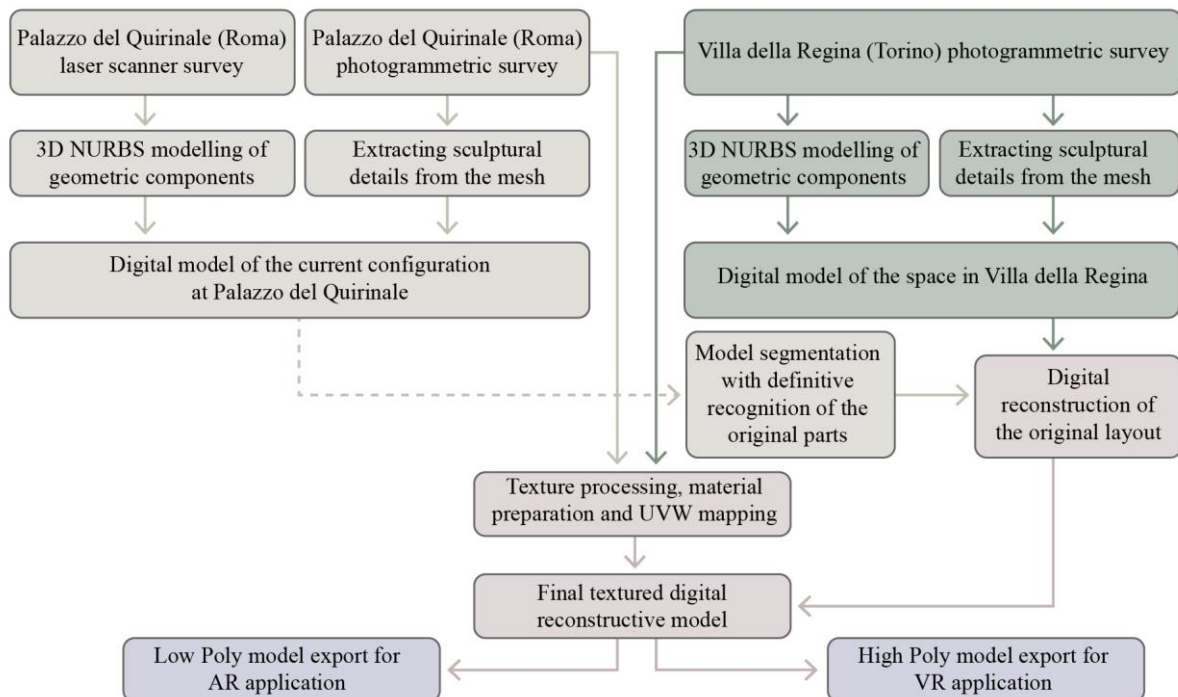 Palazzo del Quirinale (Roma)
laser scanner survey
Palazzo del Quirinale (Roma)
photogrammetric survey
Villa della Regina (Torino) photogrammetric survey
3D NURBS modelling of
geometric components
Extracting sculptural
details from the mesh
3D NURBS modelling of
geometric components
Extracting sculptural
details from the mesh
Digital model of the current configuration
at Palazzo del Quirinale
Digital model of the space in Villa della Regina
Model segmentation
with definitive
recognition of the
original parts
Digital
reconstruction of
the original layout
Texture processing, material
preparation and UVW mapping
Final textured digital
reconstructive model
Low Poly model export for
AR application
High Poly model export for
VR application